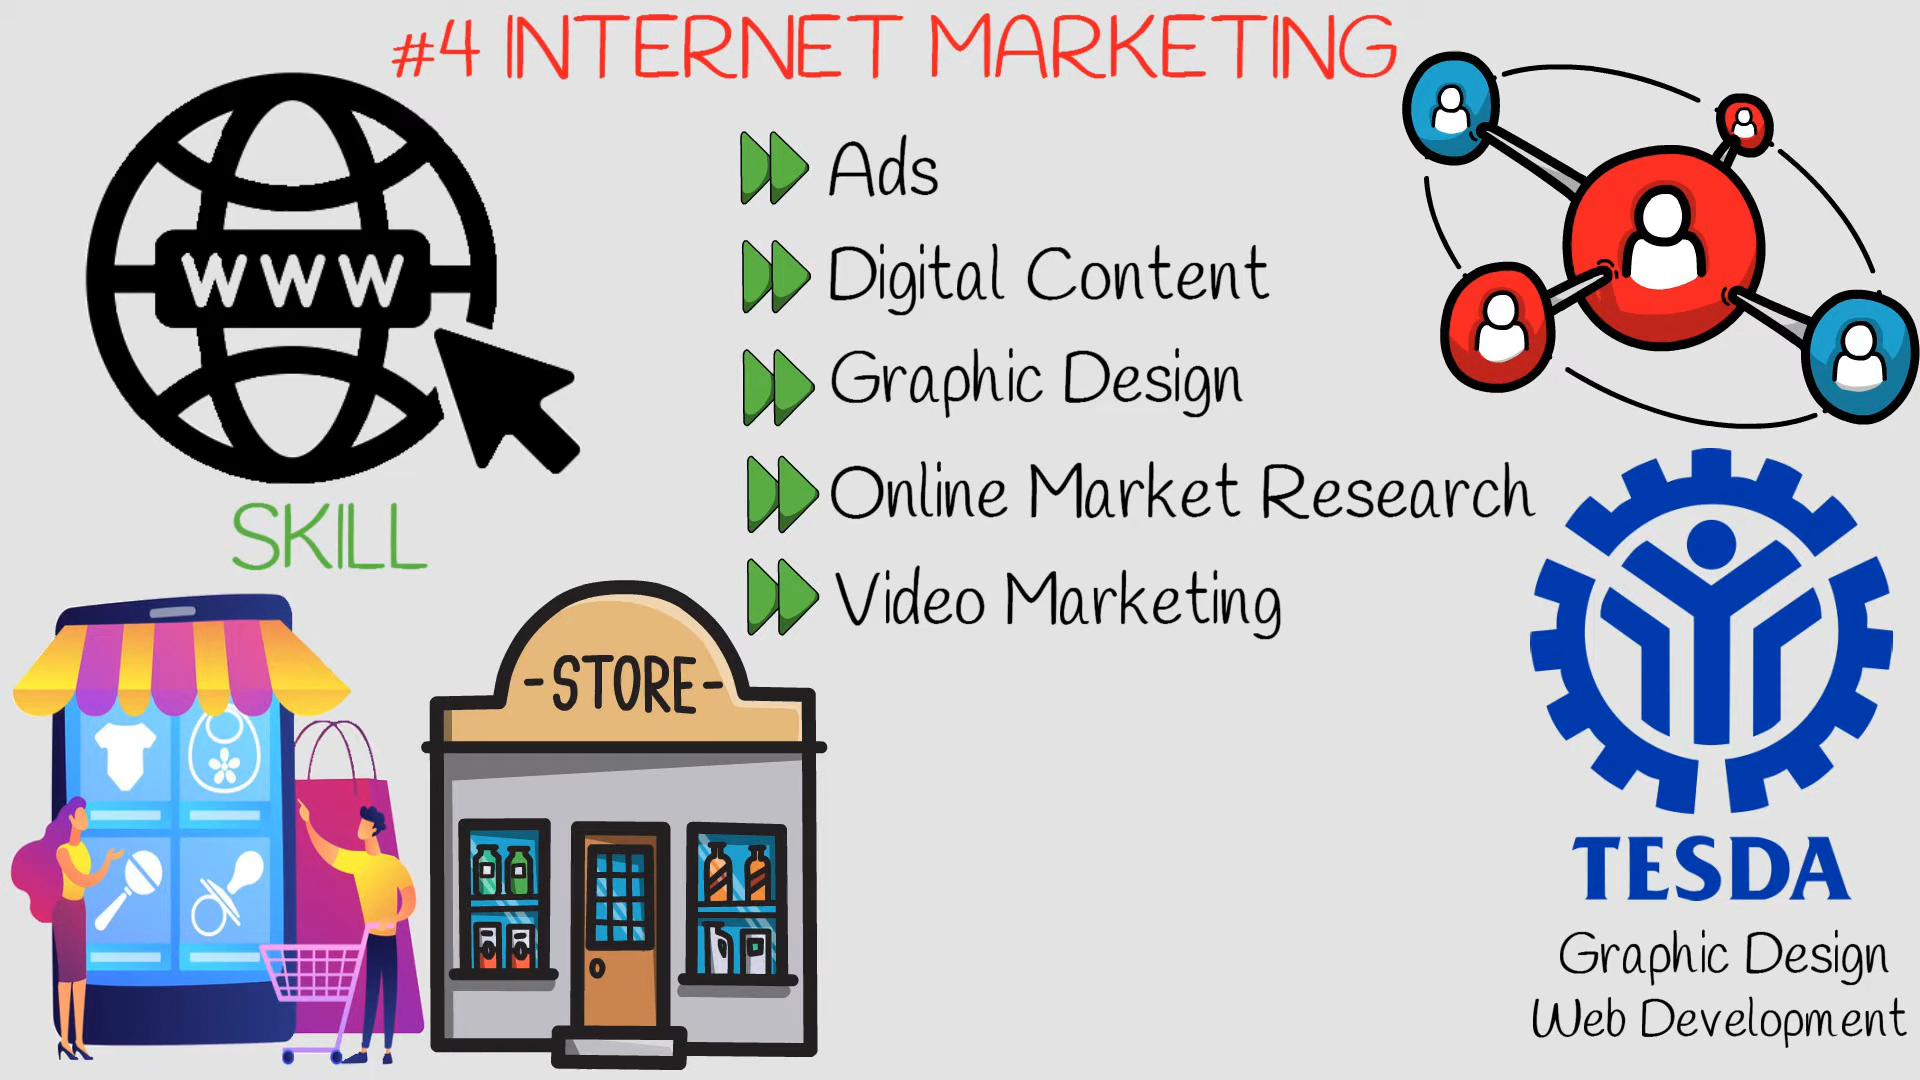 #4 INTERNET MARKETING
WWW
SKILL
Ads
Digital Content
Graphic Design
Online Market Research
Video Marketing
-STORE-
TESDA
Graphic Design
Web Development